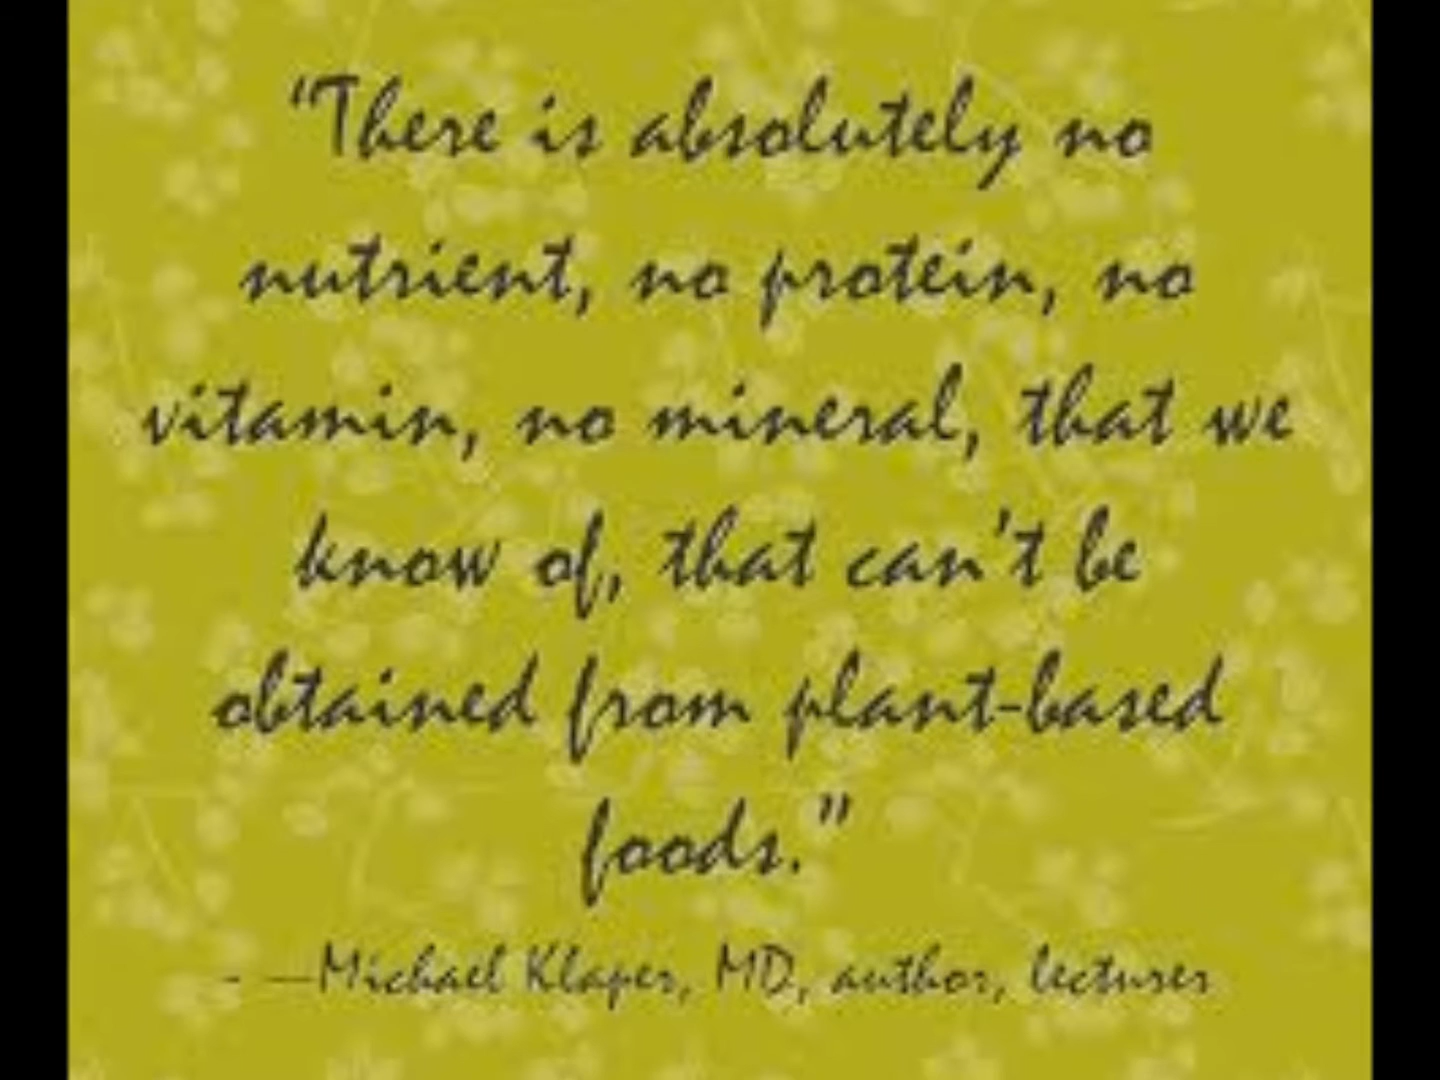 “There is absolutely no
nutrient, no protein, no
vitamin, no mineral, that we
know of, that can't be
obtained from plant-based
foods.”
- —Michael Klaper, MD, author, lecturer